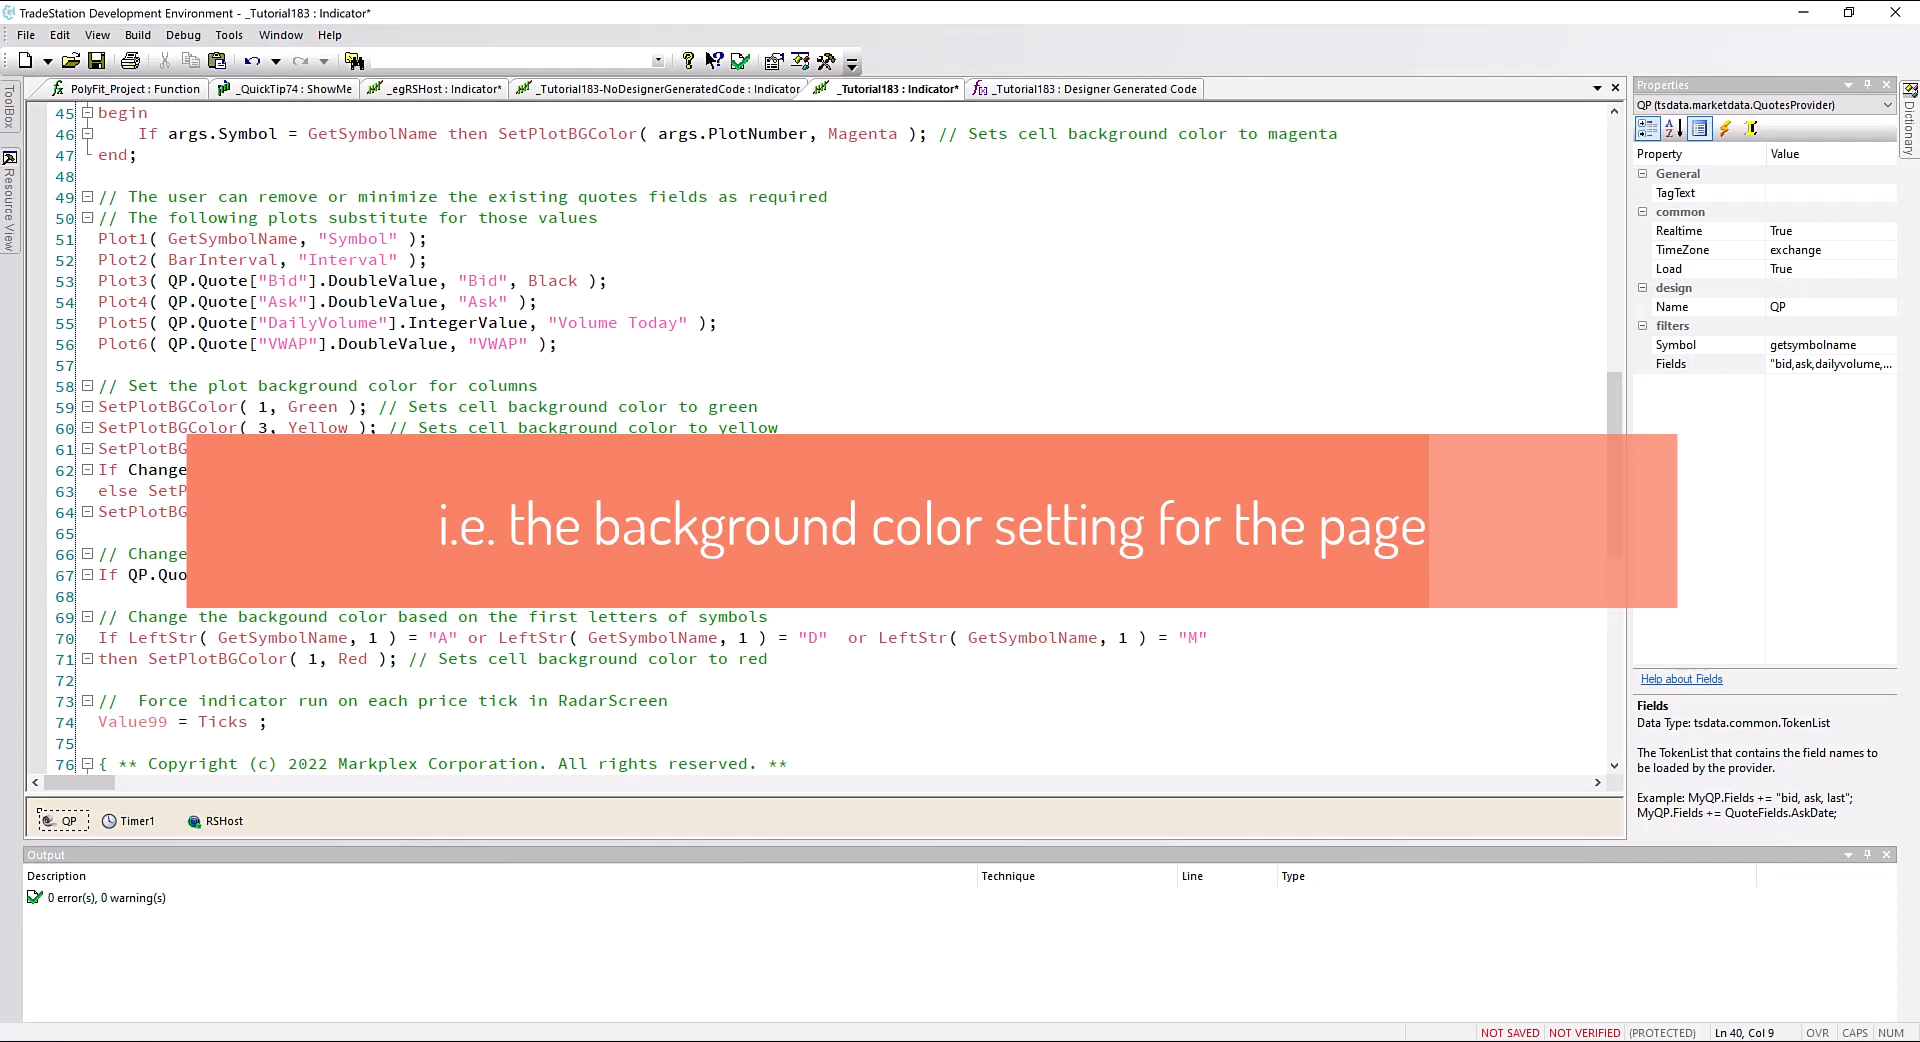 TradeStation Development Environment - _Tutorial183 : Indicator*
File Edit View Build Debug Tools Window Help
PolyFit_Project : Function _QuickTip74 : ShowMe _egRSHost : Indicator* _Tutorial183-NoDesignerGeneratedCode : Indicator _Tutorial183 : Indicator* _Tutorial183 : Designer Generated Code
ToolBox
Resource View
45 begin
46 If args.Symbol = GetSymbolName then SetPlotBGColor( args.PlotNumber, Magenta ); // Sets cell background color to magenta
47 end;
48
49 // The user can remove or minimize the existing quotes fields as required
50 // The following plots substitute for those values
51 Plot1( GetSymbolName, "Symbol" );
52 Plot2( BarInterval, "Interval" );
53 Plot3( QP.Quote["Bid"].DoubleValue, "Bid", Black );
54 Plot4( QP.Quote["Ask"].DoubleValue, "Ask" );
55 Plot5( QP.Quote["DailyVolume"].IntegerValue, "Volume Today" );
56 Plot6( QP.Quote["VWAP"].DoubleValue, "VWAP" );
57
58 // Set the plot background color for columns
59 SetPlotBGColor( 1, Green ); // Sets cell background color to green
60 SetPlotBGColor( 3, Yellow ); // Sets cell background color to yellow
61 SetPlotBG
62 If Change
63 else SetP
64 SetPlotBG
65
66 // Change
67 If QP.Quo
68
i.e. the background color setting for the page
69 // Change the backgound color based on the first letters of symbols
70 If LeftStr( GetSymbolName, 1 ) = "A" or LeftStr( GetSymbolName, 1 ) = "D" or LeftStr( GetSymbolName, 1 ) = "M"
71 then SetPlotBGColor( 1, Red ); // Sets cell background color to red
72
73 // Force indicator run on each price tick in RadarScreen
74 Value99 = Ticks ;
75
76 { ** Copyright (c) 2022 Markplex Corporation. All rights reserved. **
QP Timer1 RSHost
Properties
QP (tsdata.marketdata.QuotesProvider)
Property Value
General
TagText
common
Realtime True
TimeZone exchange
Load True
design
Name QP
filters
Symbol getsymbolname
Fields "bid,ask,dailyvolume,...
Help about Fields
Fields
Data Type: tsdata.common.TokenList
The TokenList that contains the field names to
be loaded by the provider.
Example: MyQP.Fields += "bid, ask, last";
MyQP.Fields += QuoteFields.AskDate;
Dictionary
Output
Description Technique Line Type
0 error(s), 0 warning(s)
NOT SAVED NOT VERIFIED (PROTECTED) Ln 40, Col 9 OVR CAPS NUM